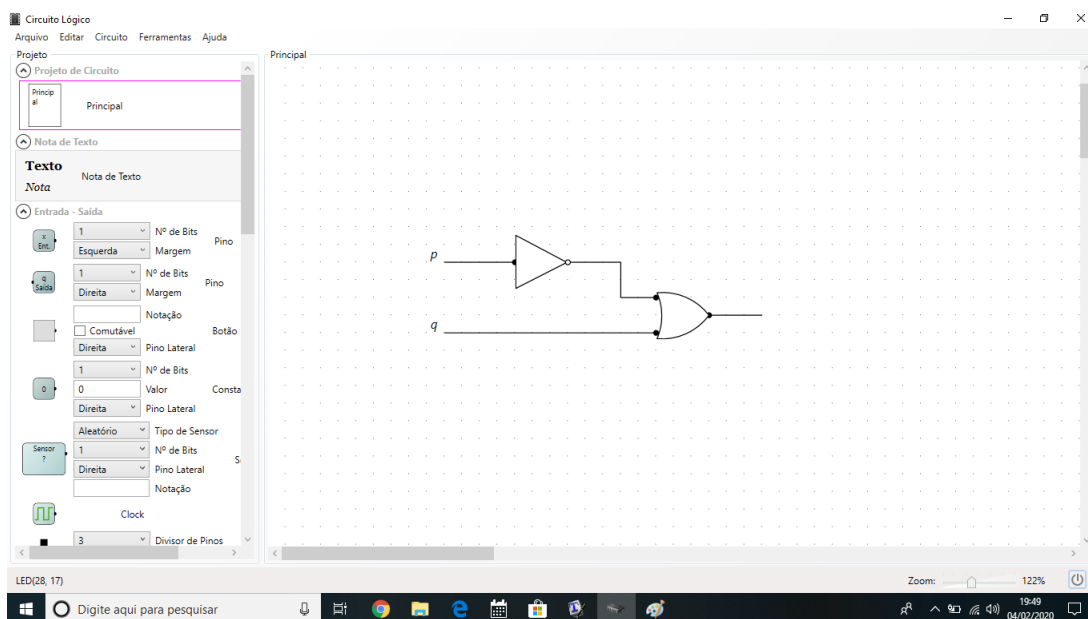 Circuito Lógico
Arquivo Editar Circuito Ferramentas Ajuda
Projeto
Projeto de Circuito
Princip
al
Principal
Nota de Texto
Texto
Nota
Nota de Texto
Entrada - Saída
x
Ent.
1
Nº de Bits
Esquerda
Margem
Pino
q
Saída
1
Nº de Bits
Direita
Margem
Pino
Notação
Comutável
Botão
Direita
Pino Lateral
1
Nº de Bits
0
0
Valor
Consta
Direita
Pino Lateral
Aleatório
Tipo de Sensor
Sensor
?
1
Nº de Bits
Direita
Pino Lateral
Notação
Clock
3
Divisor de Pinos
Principal
p
q
LED(28, 17)
Zoom:
122%
Digite aqui para pesquisar
19:49
04/02/2020